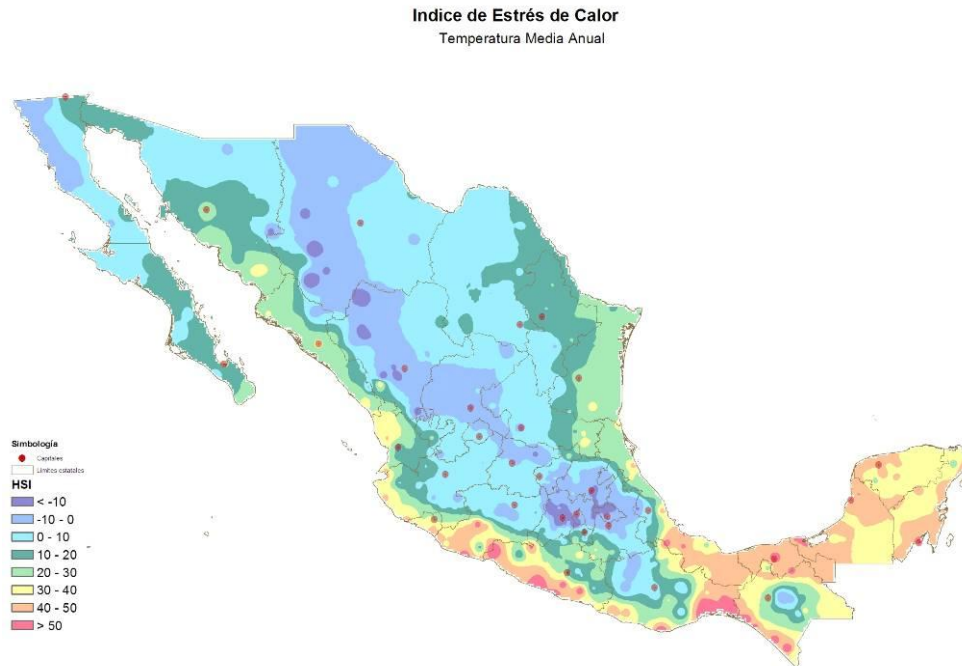 Indice de Estrés de Calor
Temperatura Media Anual
Simbología
Capitales
Límites estatales
HSI
< -10
-10 - 0
0 - 10
10 - 20
20 - 30
30 - 40
40 - 50
> 50